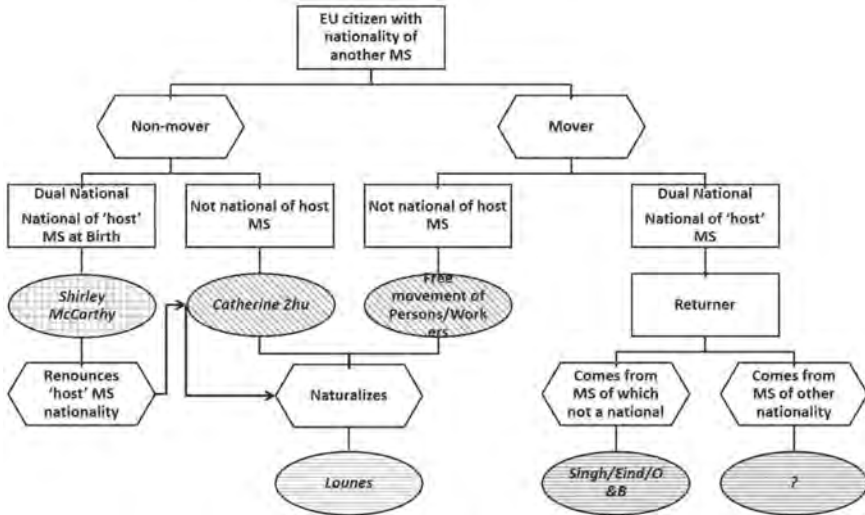 EU citizen with
nationality of
another MS
Non-mover
Mover
Dual National
National of 'host'
MS at Birth
Not national of host
MS
Not national of host
MS
Dual National
National of 'host'
MS
Shirley
McCarthy
Catherine Zhu
Free
movement of
Persons/Work
ers
Returner
Renounces
'host' MS
nationality
Naturalizes
Comes from
MS of which
not a national
Comes from
MS of other
nationality
Lounes
Singh/Eind/O
&B
?